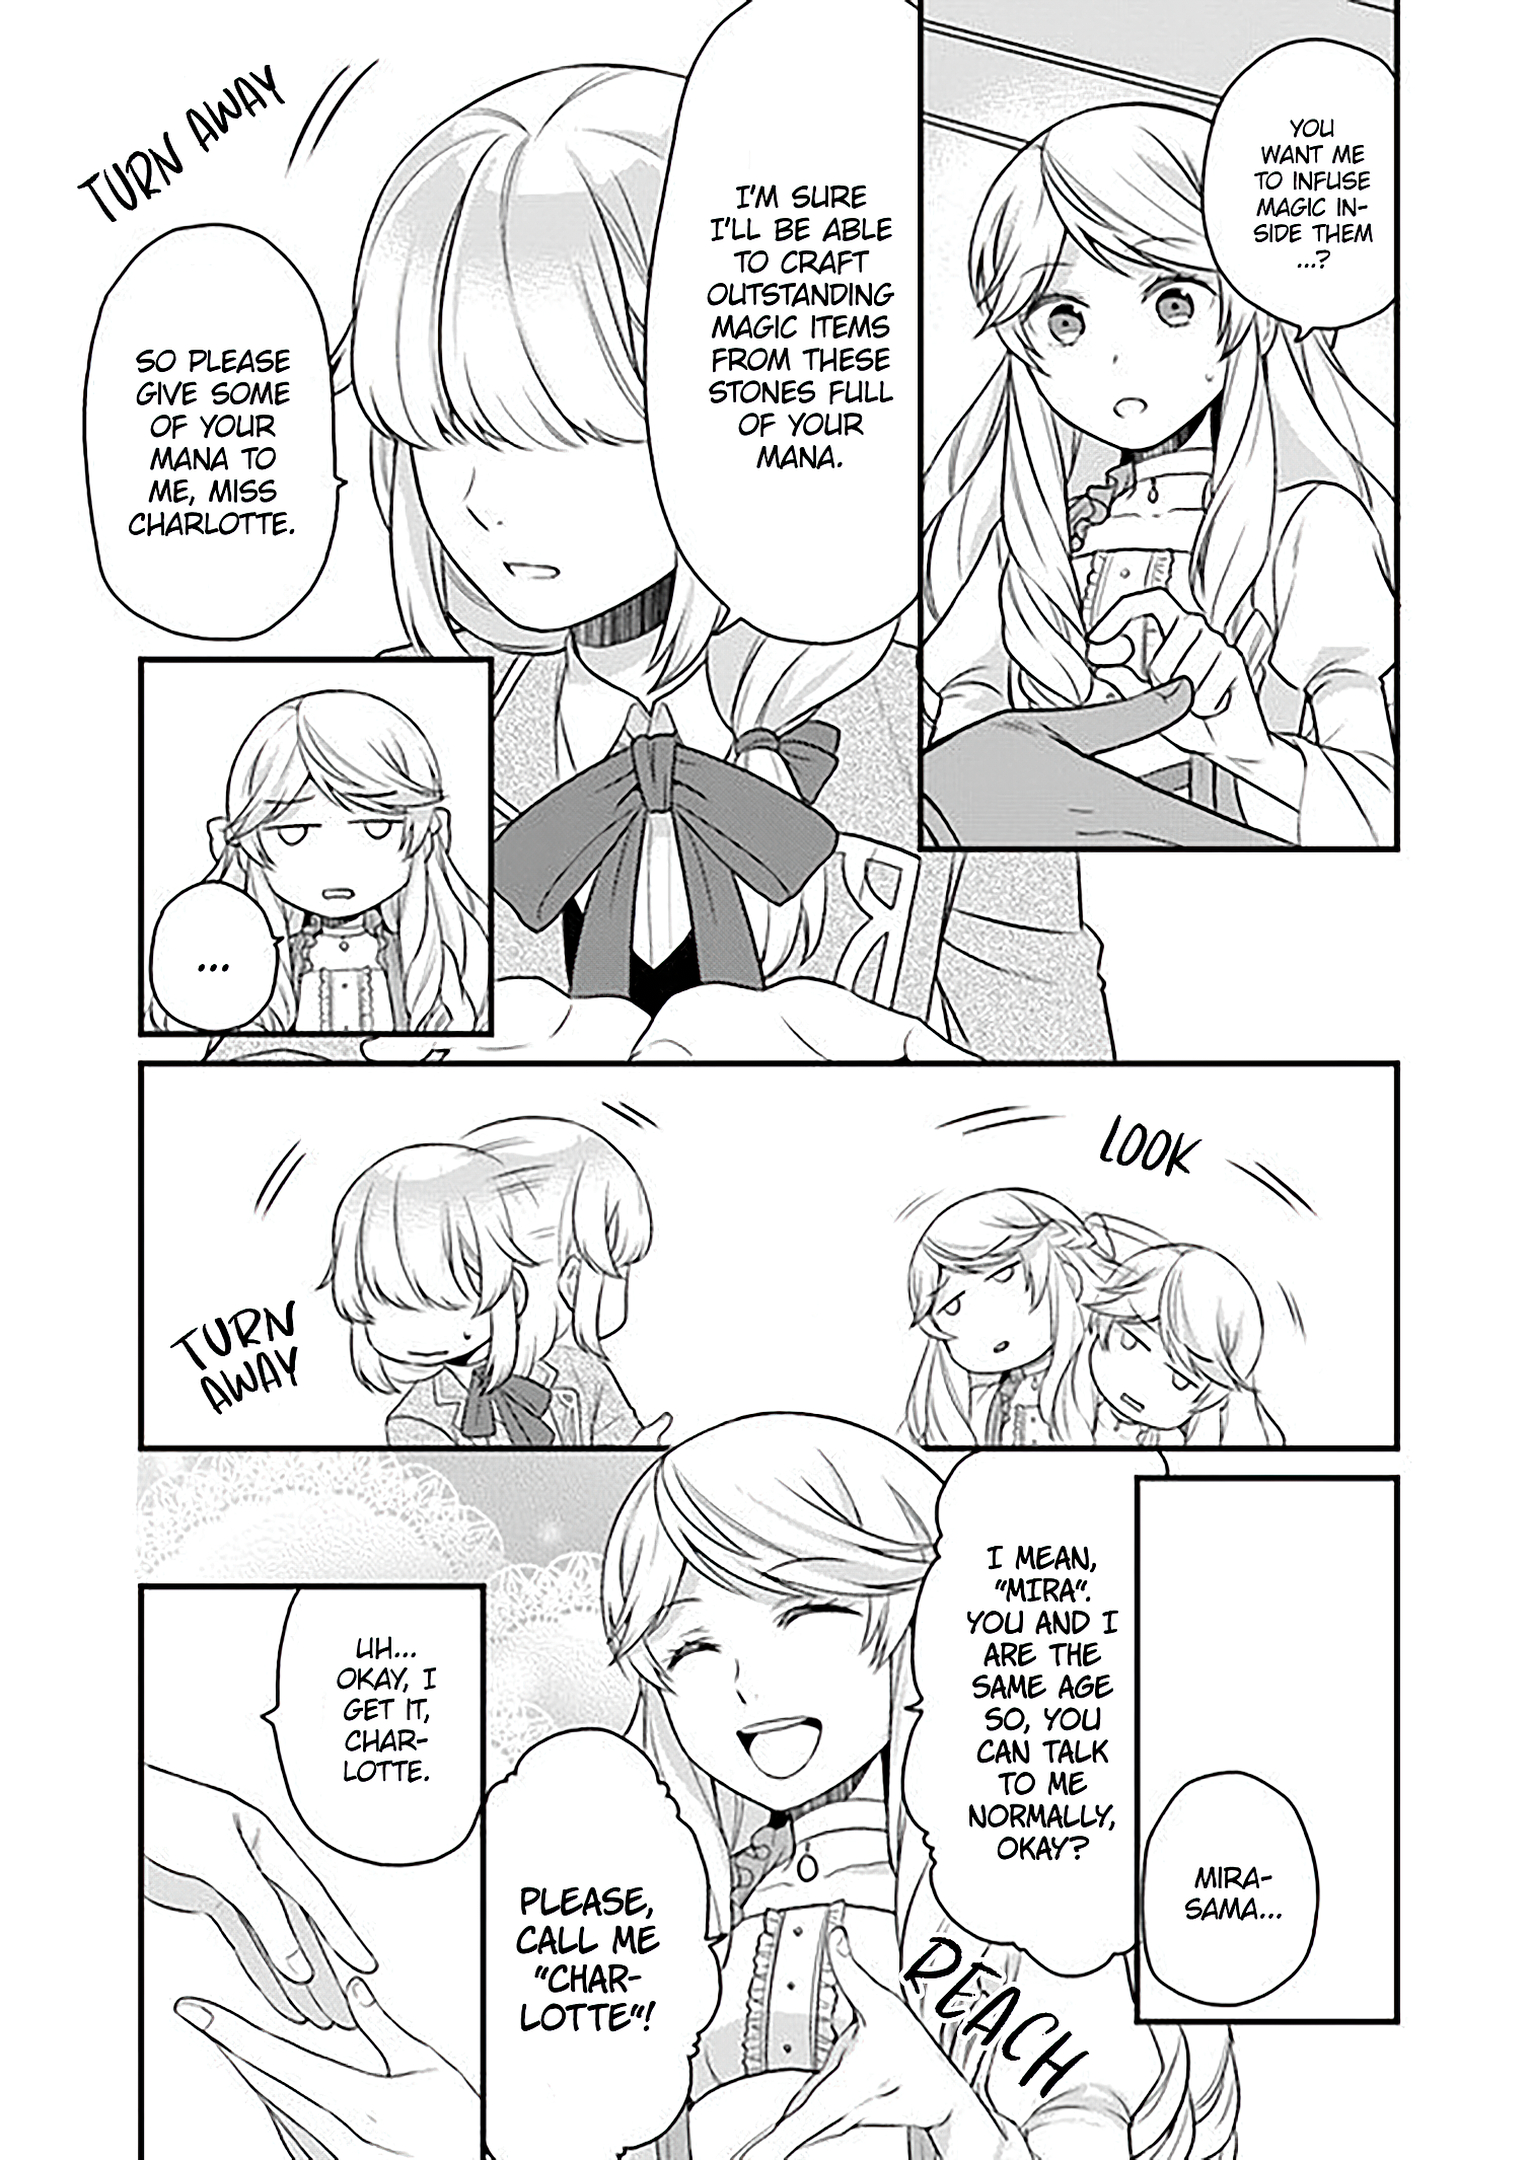 YOU
WANT ME
TO INFUSE
MAGIC IN-
SIDE THEM
...?
I'M SURE
I'LL BE ABLE
TO CRAFT
OUTSTANDING
MAGIC ITEMS
FROM THESE
STONES FULL
OF YOUR
MANA.
TURN AWAY
SO PLEASE
GIVE SOME
OF YOUR
MANA TO
ME, MISS
CHARLOTTE.
R
...
LOOK
TURN
AWAY
MIRA-
SAMA...
I MEAN,
"MIRA".
YOU AND I
ARE THE
SAME AGE
SO, YOU
CAN TALK
TO ME
NORMALLY,
OKAY?
REACH
PLEASE,
CALL ME
"CHAR-
LOTTE"!
UH...
OKAY, I
GET IT,
CHAR-
LOTTE.